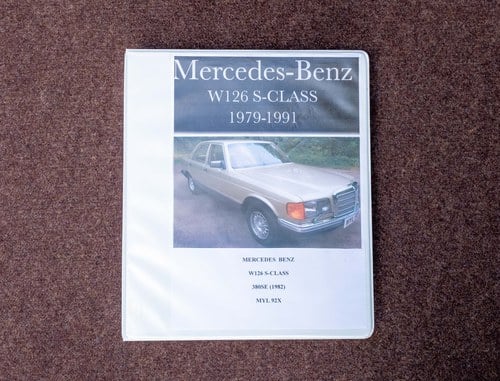 Mercedes-Benz
W126 S-CLASS
1979-1991
MERCEDES BENZ
W126 S-CLASS
380SE (1982)
MYL 92X